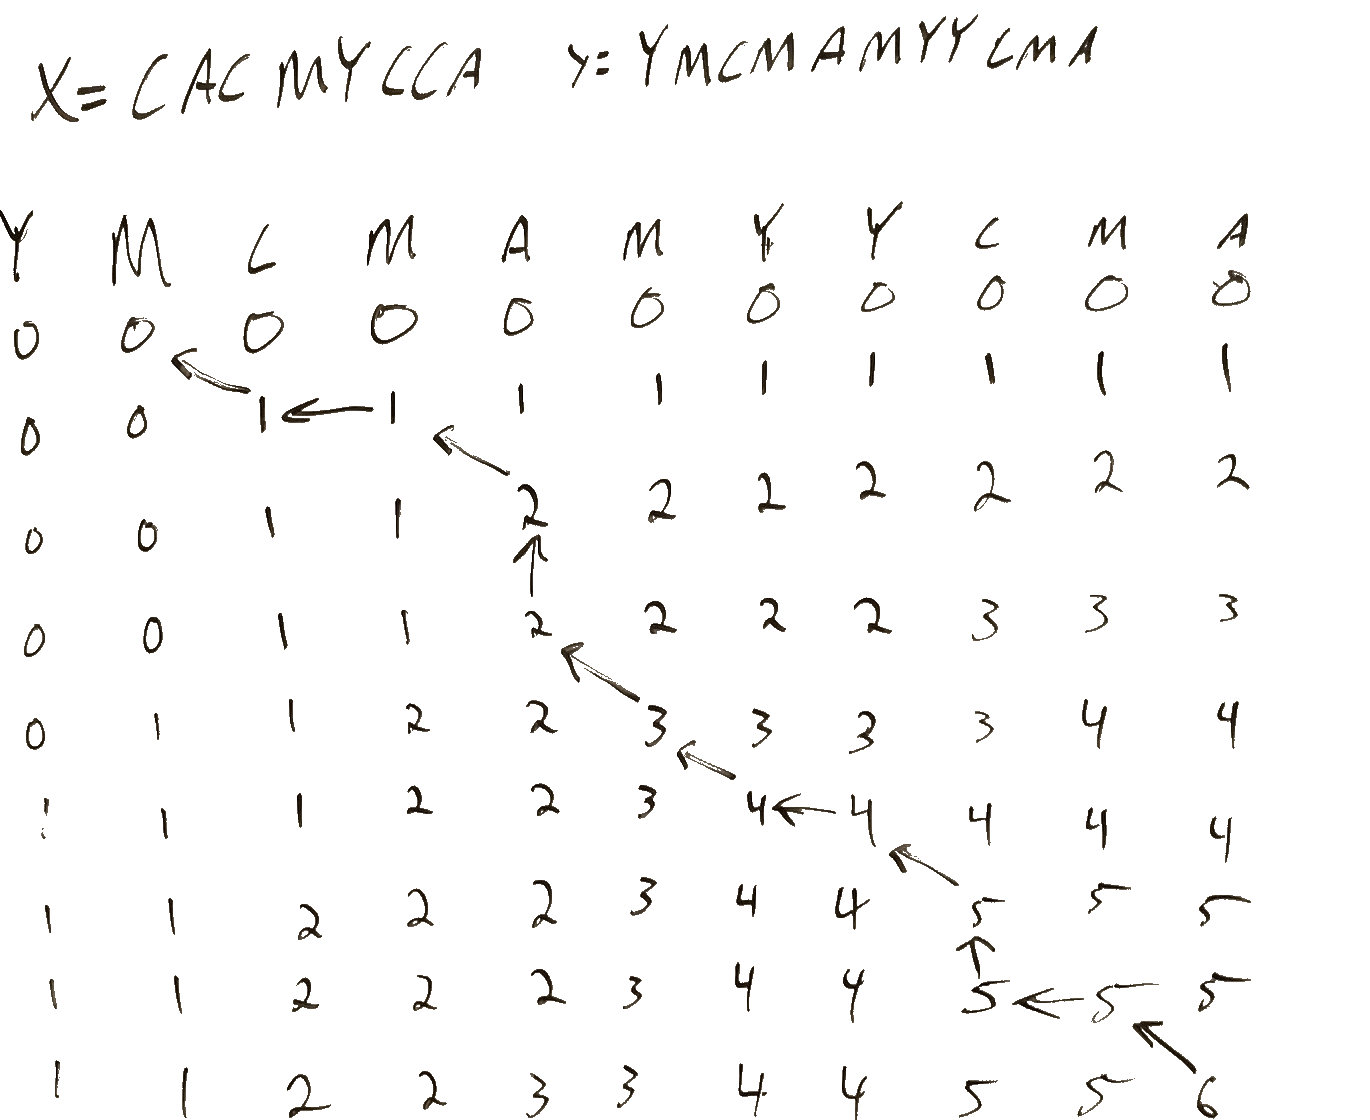 X= CACMYCCA Y= YMCMAMYYCMA
Y M C M A M Y Y C M A
0 0 0 0 0 0 0 0 0 0 0
0 0 1 ← 1 1 1 1 1 1 1 1
0 0 1 1 2 2 2 2 2 2 2
0 0 1 1 2 2 2 2 3 3 3
0 1 1 2 2 3 3 3 3 4 4
1 1 1 2 2 3 4 ← 4 4 4 4
1 1 2 2 2 3 4 4 5 5 5
1 1 2 2 2 3 4 4 5 ← 5 5
1 1 2 2 3 3 4 4 5 5 6